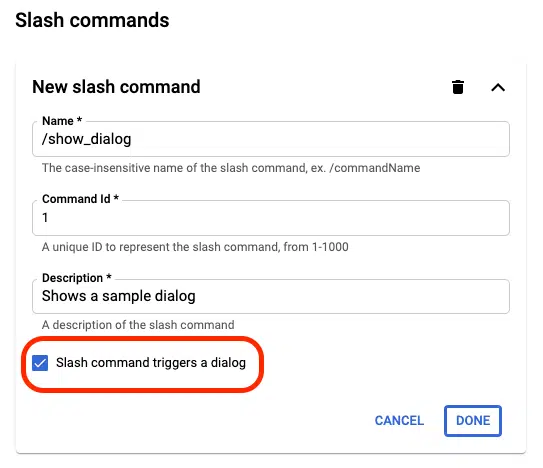 Slash commands
New slash command
Name *
/show_dialog
The case-insensitive name of the slash command, ex. /commandName
Command Id *
1
A unique ID to represent the slash command, from 1-1000
Description *
Shows a sample dialog
A description of the slash command
Slash command triggers a dialog
CANCEL DONE